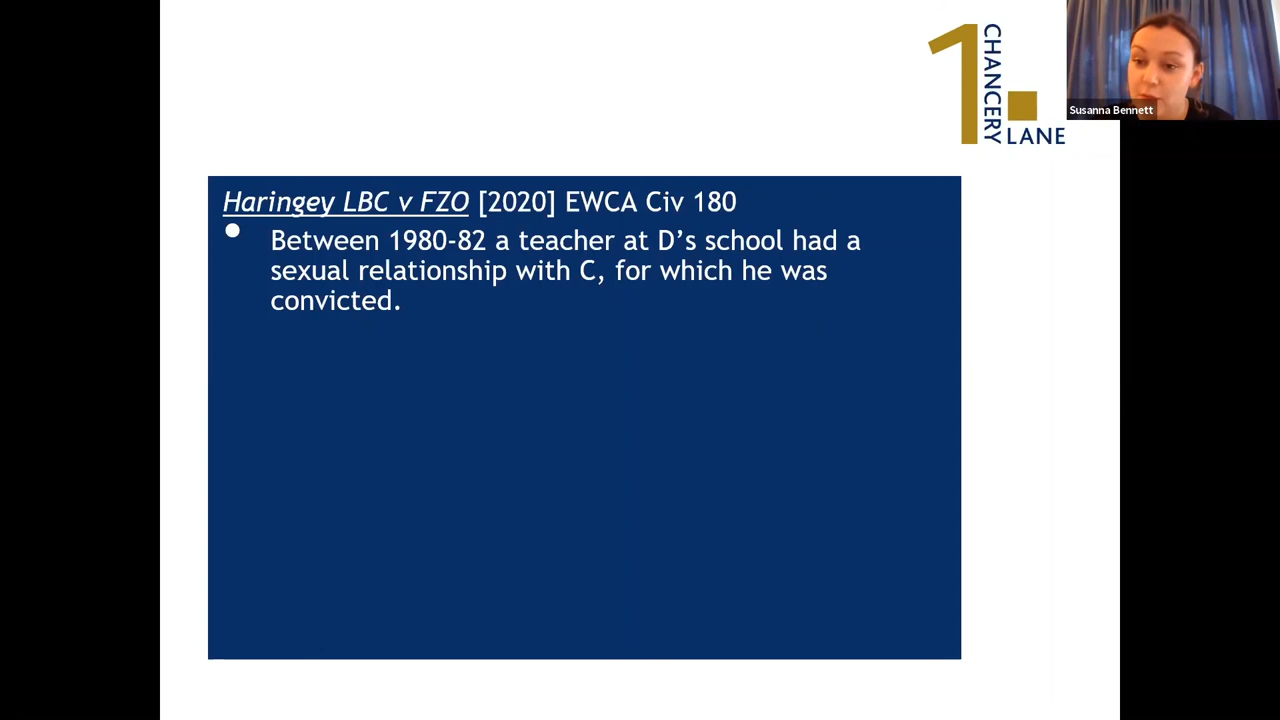 1 CHANCERY LANE
Susanna Bennett
Haringey LBC v FZO [2020] EWCA Civ 180
• Between 1980-82 a teacher at D’s school had a
sexual relationship with C, for which he was
convicted.